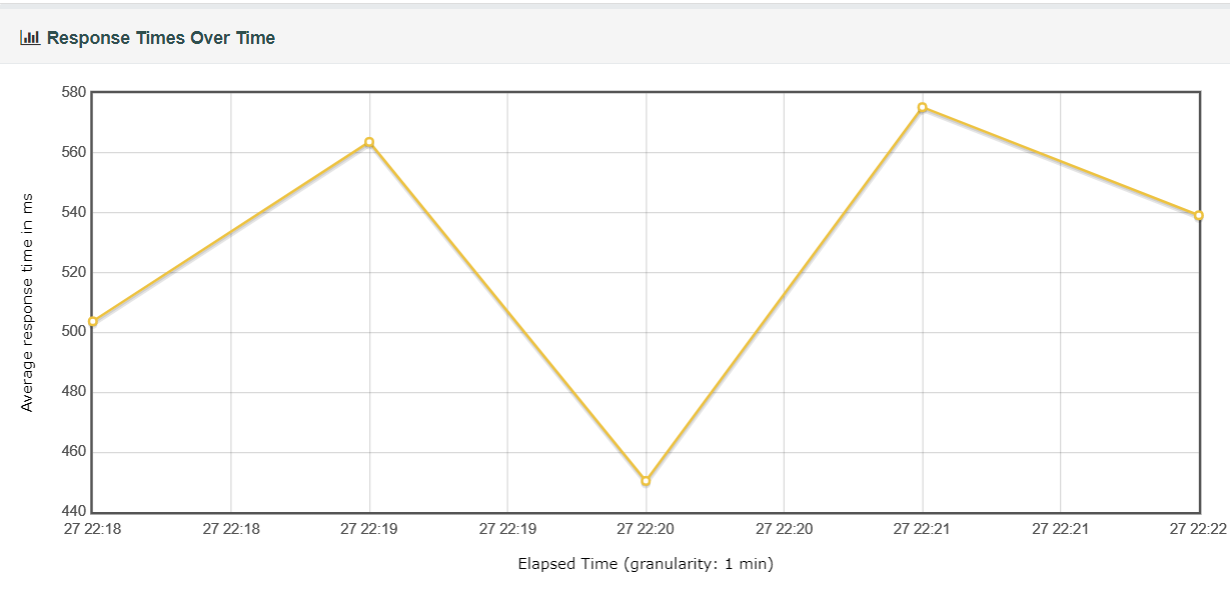 Response Times Over Time
580
560
540
520
500
480
460
440
Average response time in ms
27 22:18 27 22:18 27 22:19 27 22:19 27 22:20 27 22:20 27 22:21 27 22:21 27 22:22
Elapsed Time (granularity: 1 min)